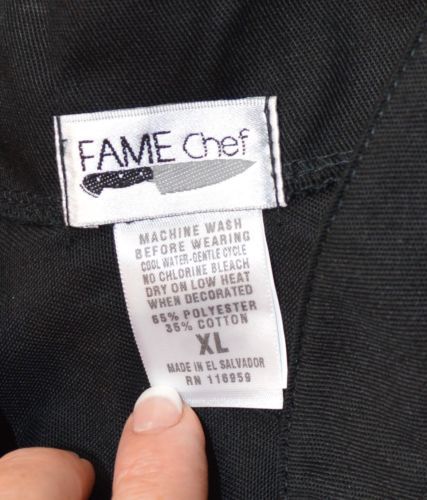 FAME Chef
MACHINE WASH
BEFORE WEARING
COOL WATER-GENTLE CYCLE
NO CHLORINE BLEACH
DRY ON LOW HEAT
WHEN DECORATED
65% POLYESTER
35% COTTON
XL
MADE IN EL SALVADOR
RN 116959